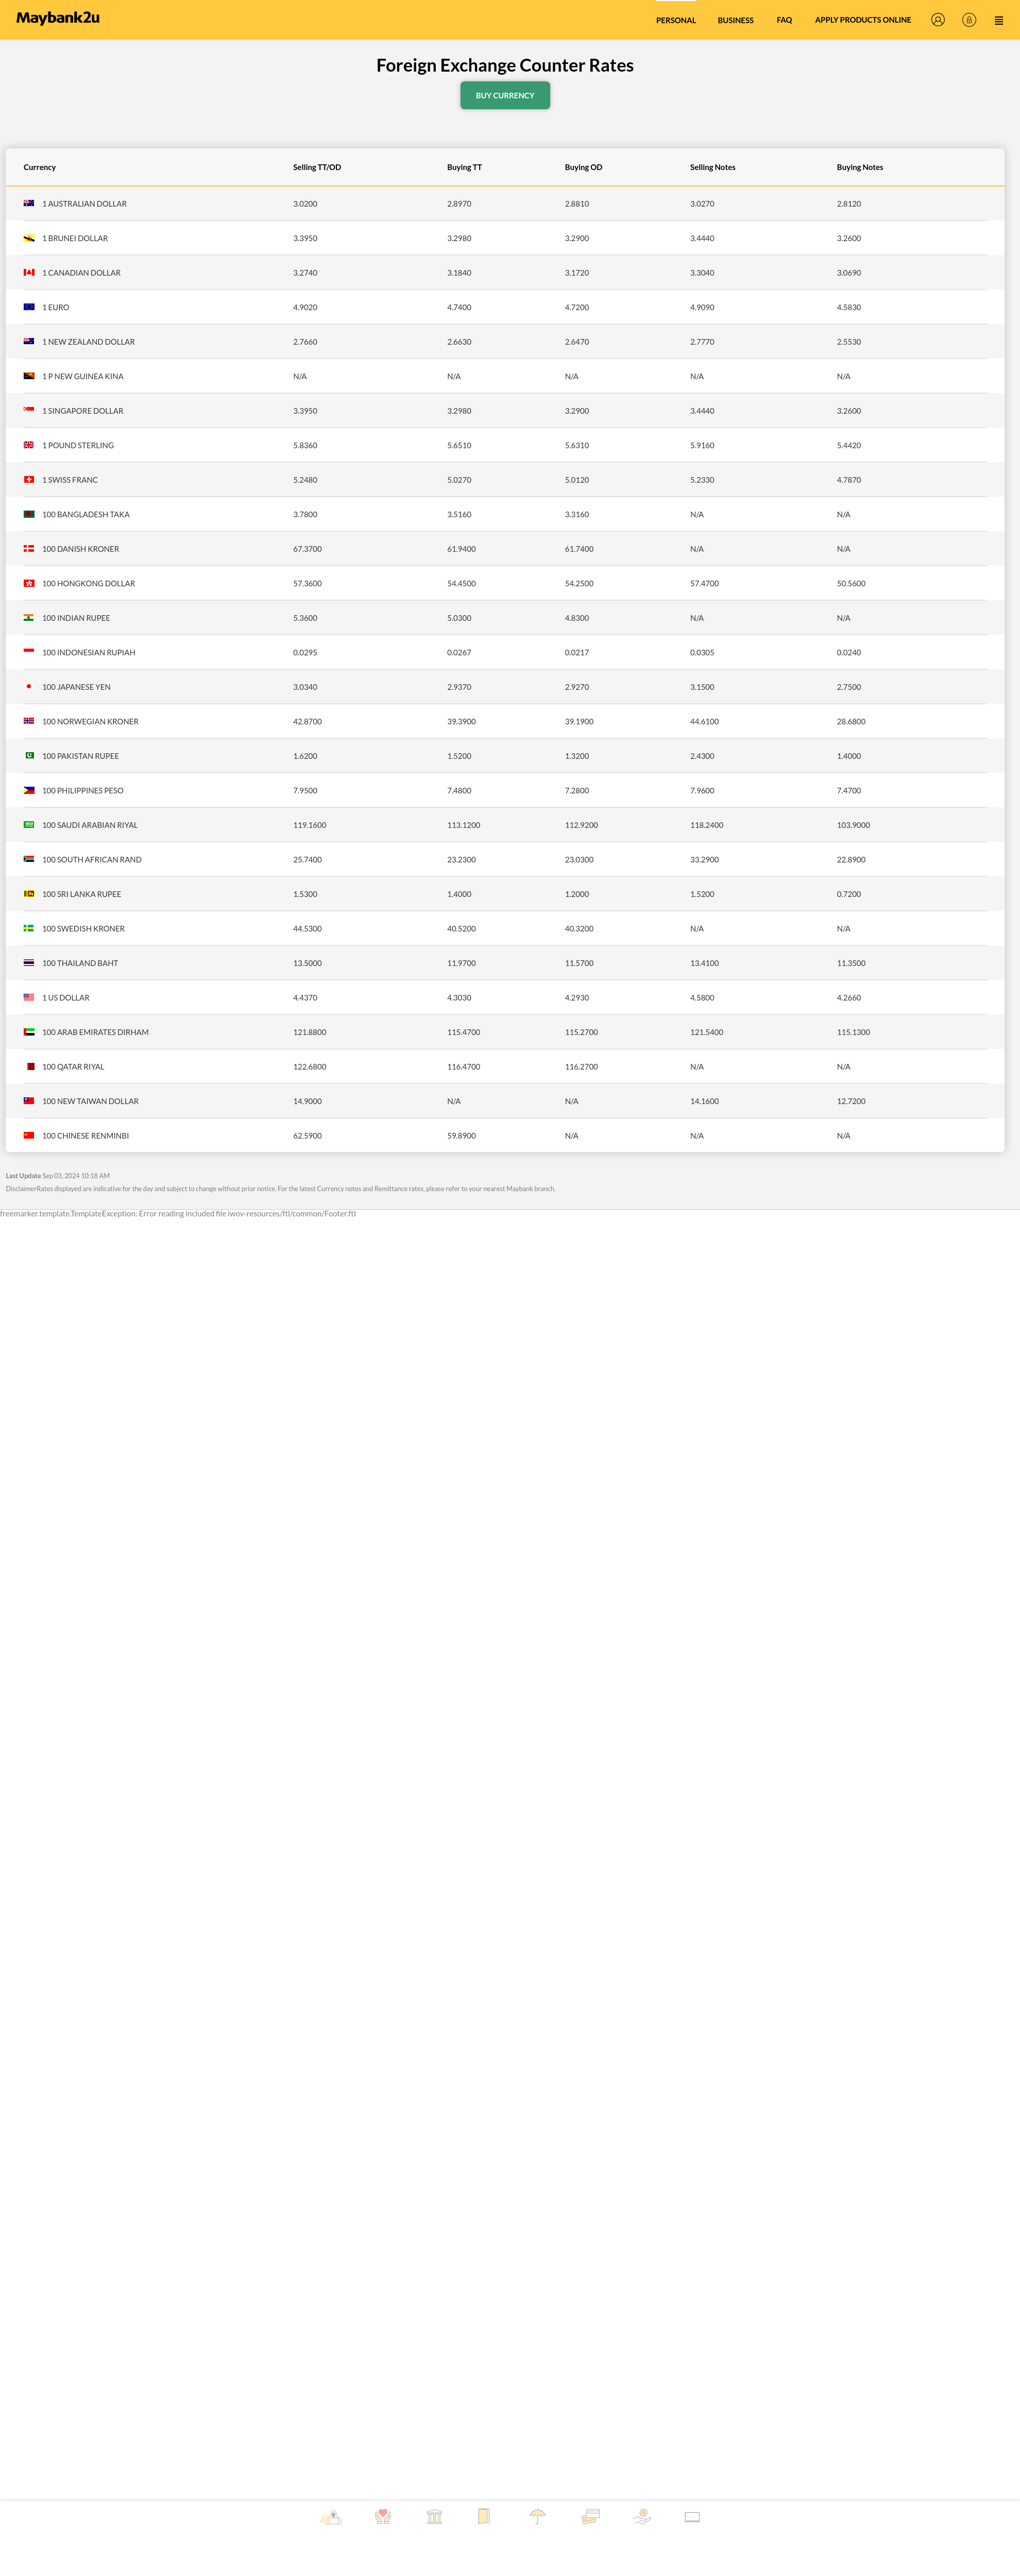 Maybank2u PERSONAL BUSINESS FAQ APPLY PRODUCTS ONLINE
Foreign Exchange Counter Rates
BUY CURRENCY
Currency Selling TT/OD Buying TT Buying OD Selling Notes Buying Notes
1 AUSTRALIAN DOLLAR 3.0200 2.8970 2.8810 3.0270 2.8120
1 BRUNEI DOLLAR 3.3950 3.2980 3.2900 3.4440 3.2600
1 CANADIAN DOLLAR 3.2740 3.1840 3.1720 3.3040 3.0690
1 EURO 4.9020 4.7400 4.7200 4.9090 4.5830
1 NEW ZEALAND DOLLAR 2.7660 2.6630 2.6470 2.7770 2.5530
1 P NEW GUINEA KINA N/A N/A N/A N/A N/A
1 SINGAPORE DOLLAR 3.3950 3.2980 3.2900 3.4440 3.2600
1 POUND STERLING 5.8360 5.6510 5.6310 5.9160 5.4420
1 SWISS FRANC 5.2480 5.0270 5.0120 5.2330 4.7870
100 BANGLADESH TAKA 3.7800 3.5160 3.3160 N/A N/A
100 DANISH KRONER 67.3700 61.9400 61.7400 N/A N/A
100 HONGKONG DOLLAR 57.3600 54.4500 54.2500 57.4700 50.5600
100 INDIAN RUPEE 5.3600 5.0300 4.8300 N/A N/A
100 INDONESIAN RUPIAH 0.0295 0.0267 0.0217 0.0305 0.0240
100 JAPANESE YEN 3.0340 2.9370 2.9270 3.1500 2.7500
100 NORWEGIAN KRONER 42.8700 39.3900 39.1900 44.6100 28.6800
100 PAKISTAN RUPEE 1.6200 1.5200 1.3200 2.4300 1.4000
100 PHILIPPINES PESO 7.9500 7.4800 7.2800 7.9600 7.4700
100 SAUDI ARABIAN RIYAL 119.1600 113.1200 112.9200 118.2400 103.9000
100 SOUTH AFRICAN RAND 25.7400 23.2300 23.0300 33.2900 22.8900
100 SRI LANKA RUPEE 1.5300 1.4000 1.2000 1.5200 0.7200
100 SWEDISH KRONER 44.5300 40.5200 40.3200 N/A N/A
100 THAILAND BAHT 13.5000 11.9700 11.5700 13.4100 11.3500
1 US DOLLAR 4.4370 4.3030 4.2930 4.5800 4.2660
100 ARAB EMIRATES DIRHAM 121.8800 115.4700 115.2700 121.5400 115.1300
100 QATAR RIYAL 122.6800 116.4700 116.2700 N/A N/A
100 NEW TAIWAN DOLLAR 14.9000 N/A N/A 14.1600 12.7200
100 CHINESE RENMINBI 62.5900 59.8900 N/A N/A N/A
Last Update Sep 03, 2024 10:18 AM
DisclaimerRates displayed are indicative for the day and subject to change without prior notice. For the latest Currency notes and Remittance rates, please refer to your nearest Maybank branch.
freemarker.template.TemplateException: Error reading included file iwov-resources/ftl/common/Footer.ftl